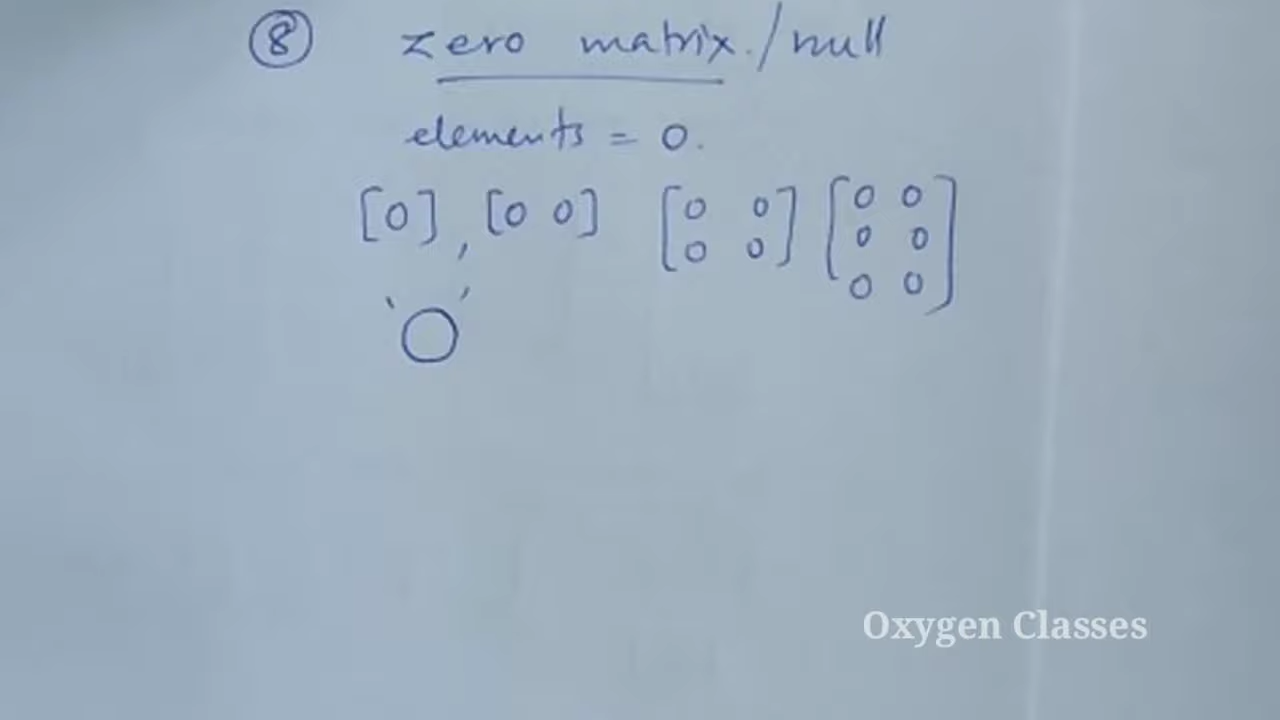 ⑧ zero matrix./null
elements = 0.
[0], [0 0] [0 0 [0 0
0 0] 0 0
0 0]
'O'
Oxygen Classes